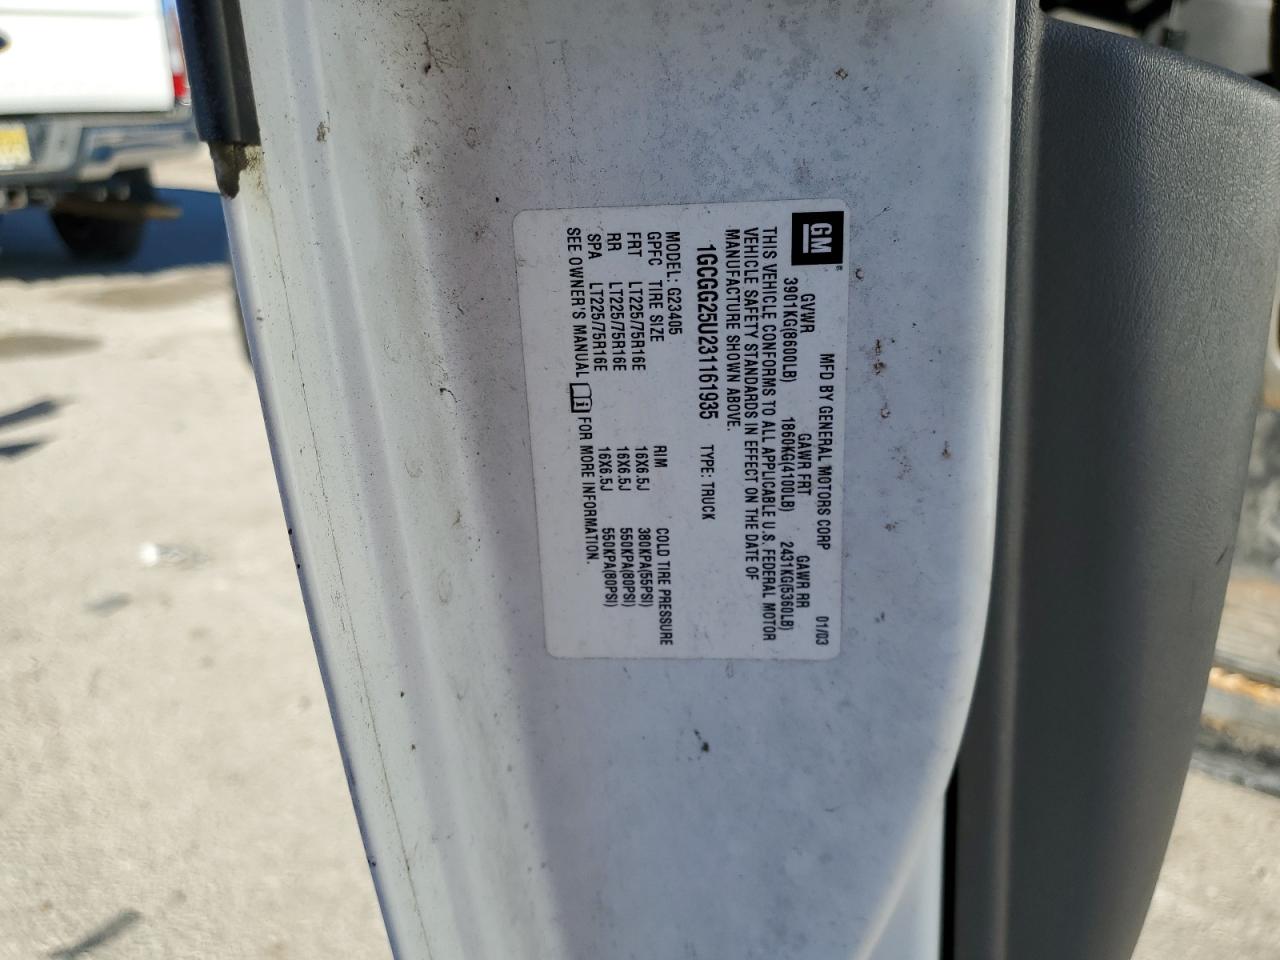 GM
MFD BY GENERAL MOTORS CORP 01/03
GVWR GAWR FRT GAWR RR
3901KG(8600LB) 1860KG(4100LB) 2431KG(5360LB)
THIS VEHICLE CONFORMS TO ALL APPLICABLE U.S. FEDERAL MOTOR
VEHICLE SAFETY STANDARDS IN EFFECT ON THE DATE OF
MANUFACTURE SHOWN ABOVE.
1GCGG25U231161935 TYPE: TRUCK
MODEL: G23405
GPFC TIRE SIZE RIM COLD TIRE PRESSURE
FRT LT225/75R16E 16X6.5J 380KPA(55PSI)
RR LT225/75R16E 16X6.5J 550KPA(80PSI)
SPA LT225/75R16E 16X6.5J 550KPA(80PSI)
SEE OWNER'S MANUAL i FOR MORE INFORMATION.